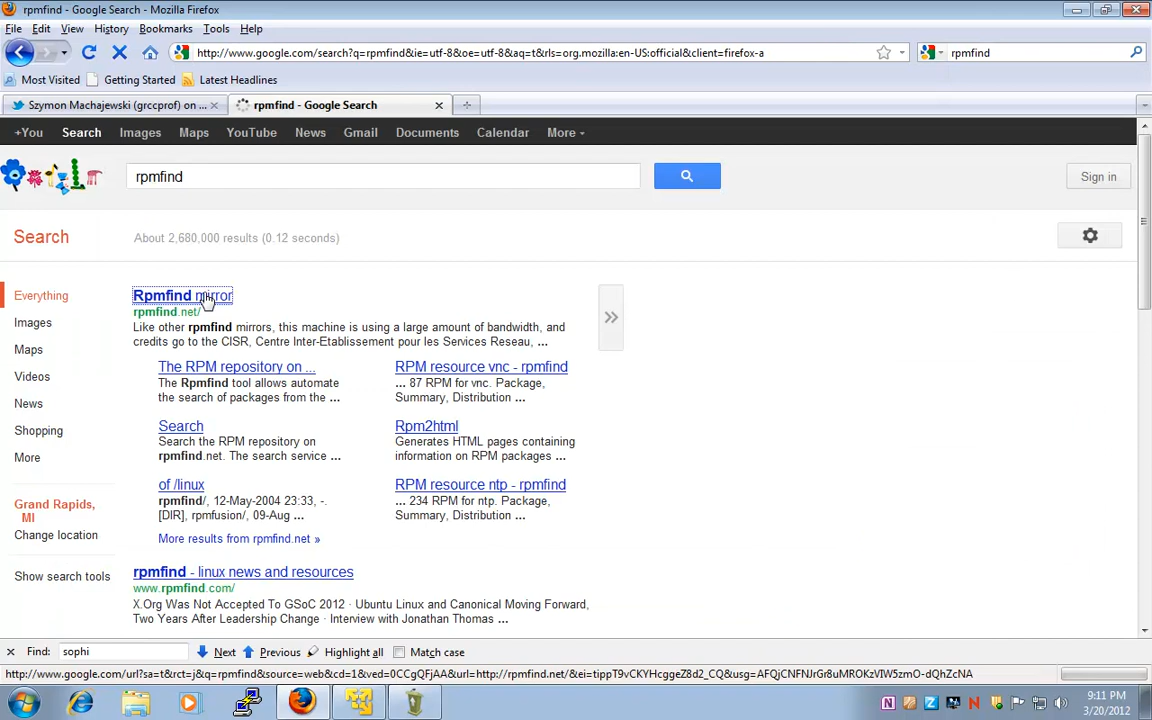 rpmfind - Google Search - Mozilla Firefox
File Edit View History Bookmarks Tools Help
http://www.google.com/search?q=rpmfind&ie=utf-8&oe=utf-8&aq=t&rls=org.mozilla:en-US:official&client=firefox-a
rpmfind
Most Visited Getting Started Latest Headlines
Szymon Machajewski (grccprof) on ...
rpmfind - Google Search
+You Search Images Maps YouTube News Gmail Documents Calendar More
rpmfind
Sign in
Search
About 2,680,000 results (0.12 seconds)
Everything
Images
Maps
Videos
News
Shopping
More
Grand Rapids,
MI
Change location
Show search tools
Rpmfind mirror
rpmfind.net/
Like other rpmfind mirrors, this machine is using a large amount of bandwidth, and
credits go to the CISR, Centre Inter-Etablissement pour les Services Reseau, ...
The RPM repository on ...
The Rpmfind tool allows automate
the search of packages from the ...
RPM resource vnc - rpmfind
... 87 RPM for vnc. Package,
Summary, Distribution ...
Search
Search the RPM repository on
rpmfind.net. The search service ...
Rpm2html
Generates HTML pages containing
information on RPM packages ...
of /linux
rpmfind/, 12-May-2004 23:33, -.
[DIR], rpmfusion/, 09-Aug ...
RPM resource ntp - rpmfind
... 234 RPM for ntp. Package,
Summary, Distribution ...
More results from rpmfind.net »
rpmfind - linux news and resources
www.rpmfind.com/
X.Org Was Not Accepted To GSoC 2012 · Ubuntu Linux and Canonical Moving Forward,
Two Years After Leadership Change · Interview with Jonathan Thomas ...
Find: sophi Next Previous Highlight all Match case
http://www.google.com/url?sa=t&rct=j&q=rpmfind&source=web&cd=1&ved=0CCgQFjAA&url=http://rpmfind.net/&ei=tippT9vCKYHcggeZ8d2_CQ&usg=AFQjCNFNJrGr8uMROKzVIW5zmO-dQhZcNA
9:11 PM
3/20/2012